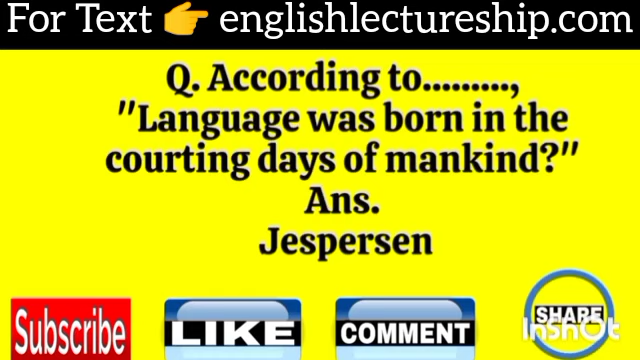 For Text 👉 englishlectureship.com
Q. According to.........,
"Language was born in the
courting days of mankind?"
Ans.
Jespersen
Subscribe
LIKE
COMMENT
SHARE
InShOt